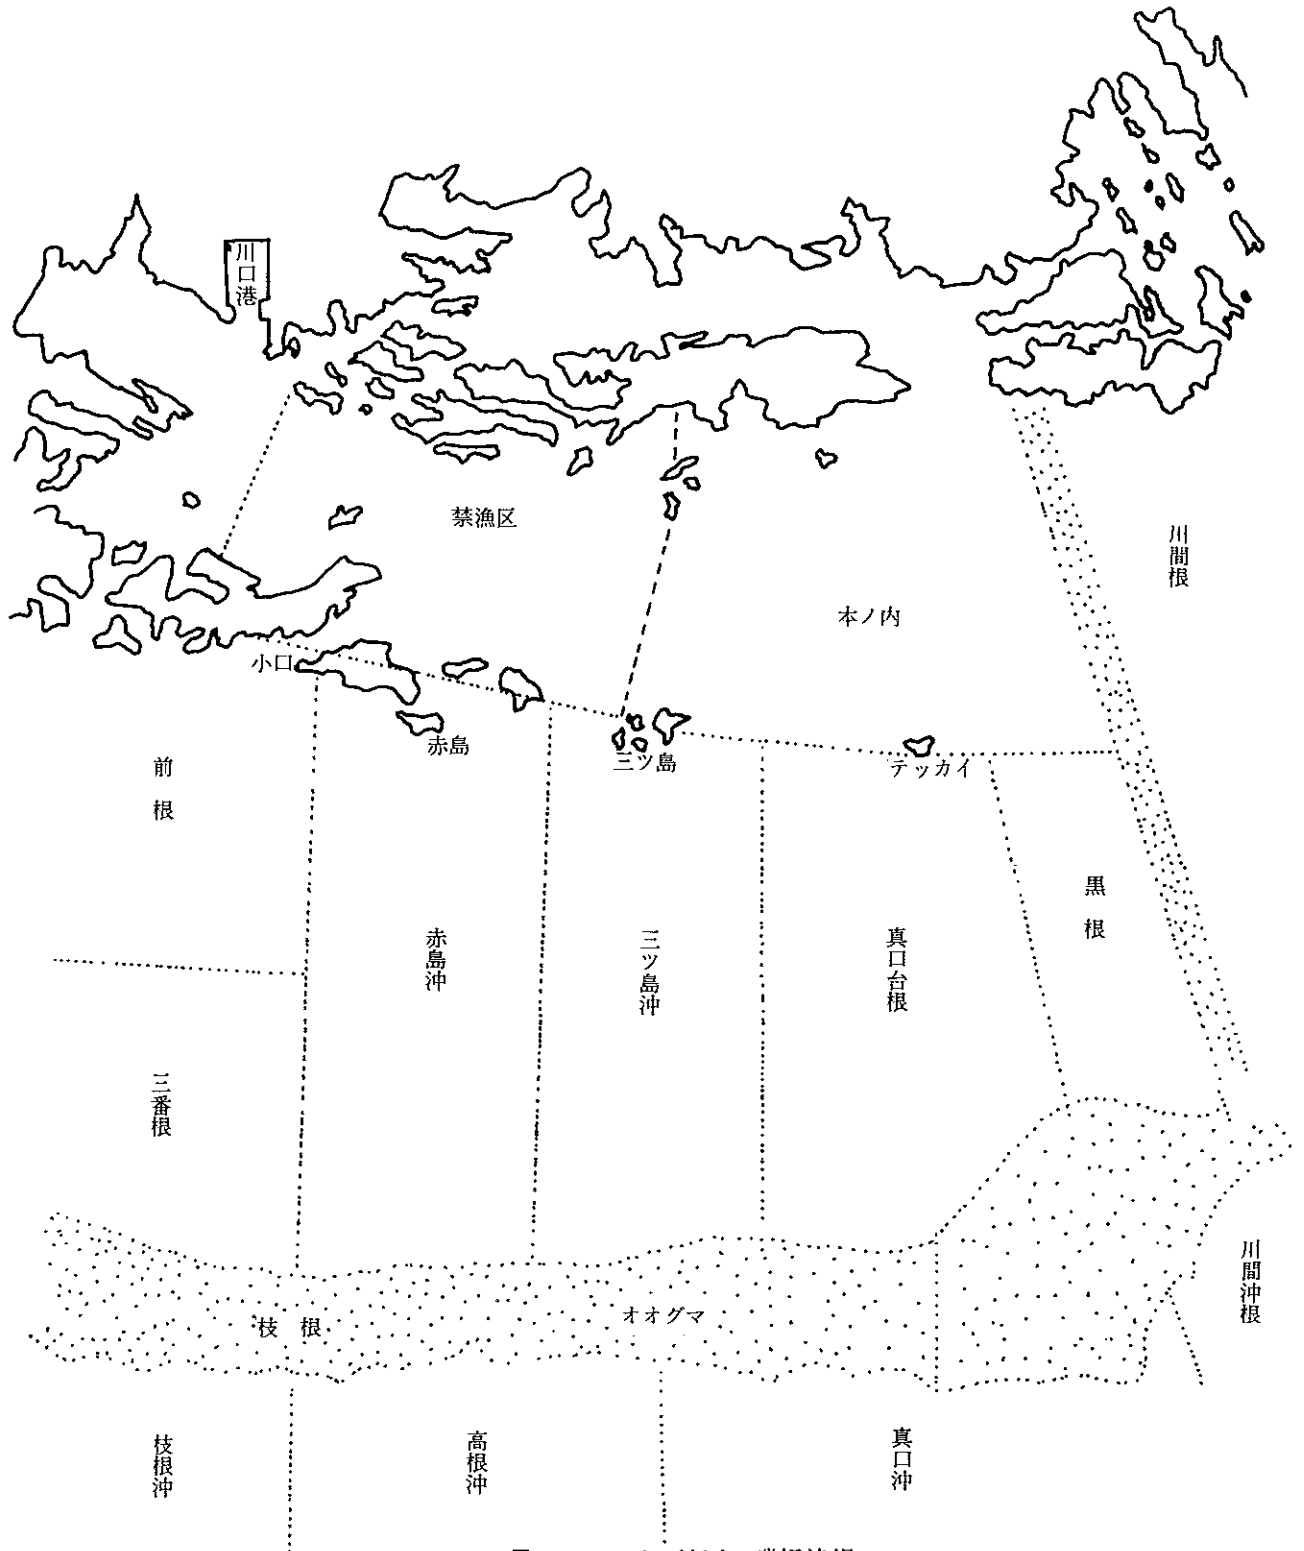 川口港
禁漁区
川間根
本ノ内
小口
赤島
三ツ島
テッカイ
前根
黒根
赤島沖
三ツ島沖
真口台根
三番根
川間沖根
オオグマ
枝根
枝根沖
高根沖
真口沖